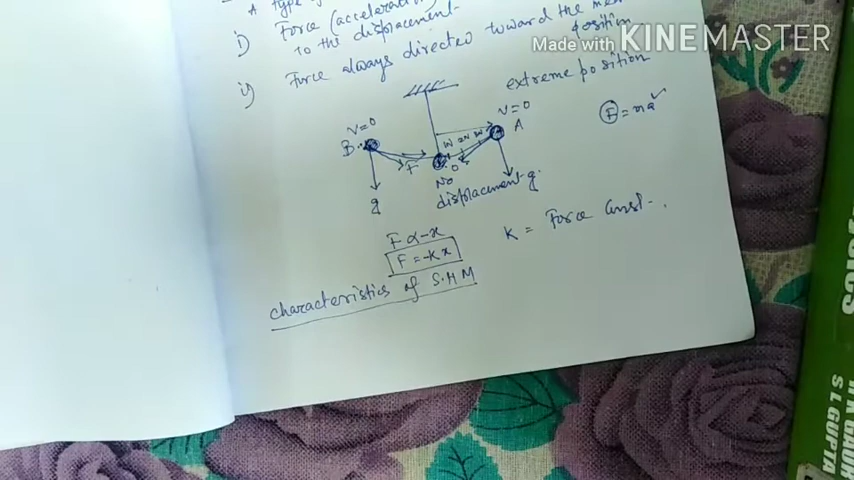 A type
i) Force (acceleration)
to the displacement
ii) Force always directed toward the mean
position
Made with KINEMASTER
extreme position
V=0
V=0
A
B
F = ma
F
O
No
displacement
g
g
F α -x
F = -Kx
K = Force const.
characteristics of S.H.M
S L GUPTA